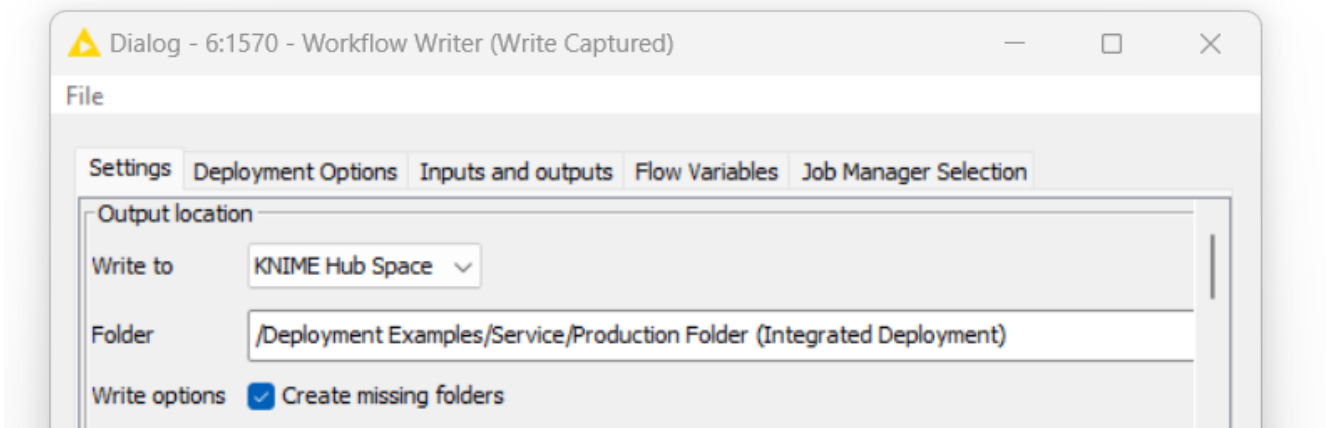 Dialog - 6:1570 - Workflow Writer (Write Captured)
File
Settings Deployment Options Inputs and outputs Flow Variables Job Manager Selection
Output location
Write to KNIME Hub Space
Folder /Deployment Examples/Service/Production Folder (Integrated Deployment)
Write options Create missing folders